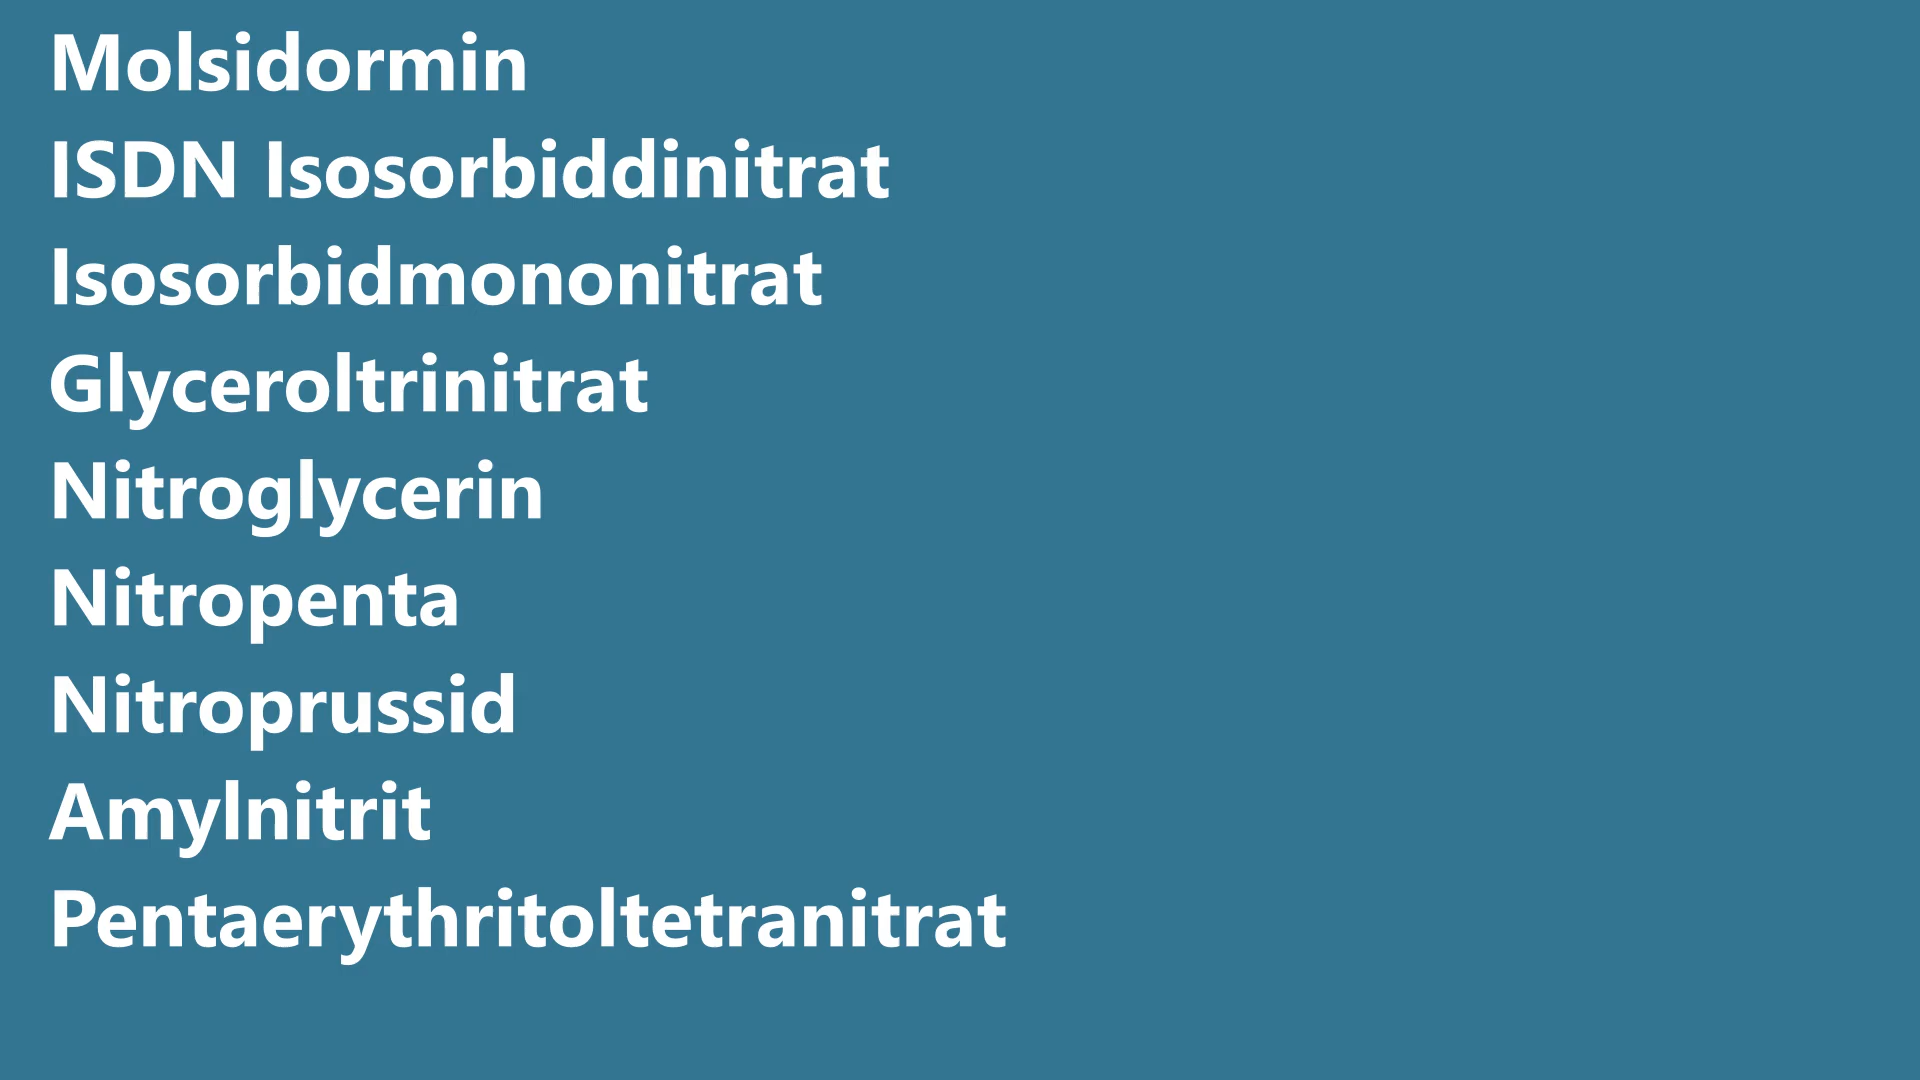 Molsidormin
ISDN Isosorbiddinitrat
Isosorbidmononitrat
Glyceroltrinitrat
Nitroglycerin
Nitropenta
Nitroprussid
Amylnitrit
Pentaerythritoltetranitrat